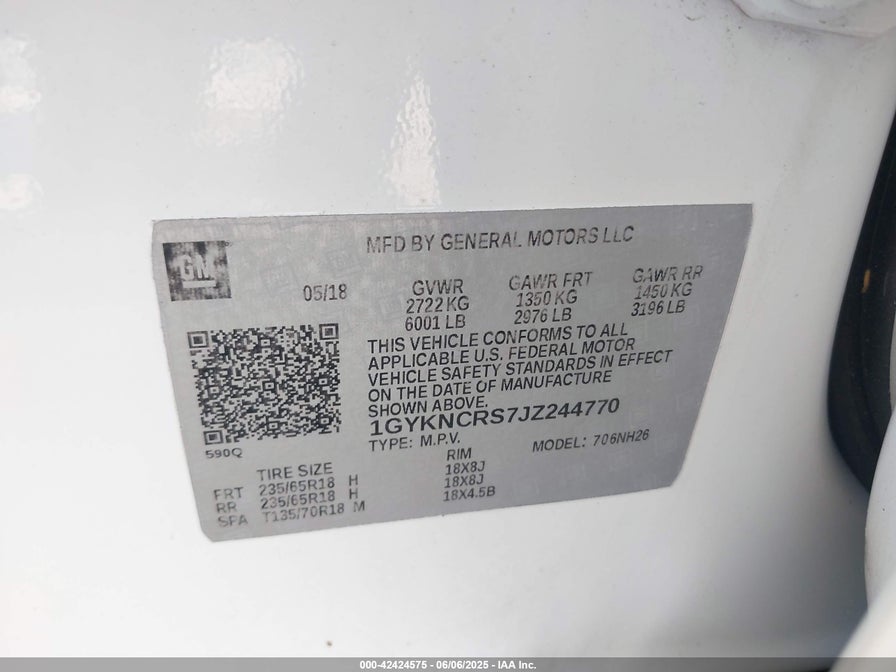 MFD BY GENERAL MOTORS LLC
GM
05/18
GVWR GAWR FRT GAWR RR
2722 KG 1350 KG 1450 KG
6001 LB 2976 LB 3196 LB
THIS VEHICLE CONFORMS TO ALL
APPLICABLE U.S. FEDERAL MOTOR
VEHICLE SAFETY STANDARDS IN EFFECT
ON THE DATE OF MANUFACTURE
SHOWN ABOVE.
1GYKNCRS7JZ244770
TYPE: M.P.V. MODEL: 706NH26
590Q
TIRE SIZE RIM
FRT 235/65R18 H 18X8J
RR 235/65R18 H 18X8J
SPA T135/70R18 M 18X4.5B
000-42424575 - 06/06/2025 - IAA Inc.